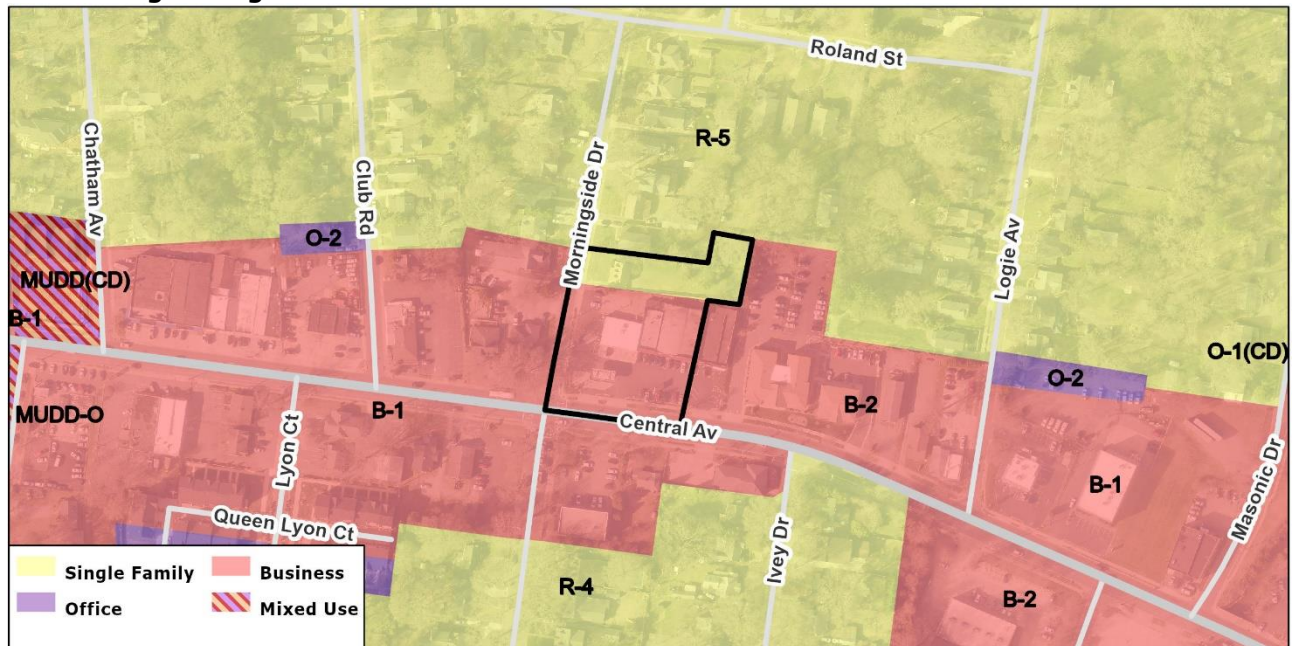 Roland St
R-5
Chatham Av
Club Rd
Morningside Dr
Logie Av
O-2
MUDD(CD)
B-1
O-1(CD)
O-2
MUDD-O
B-1
B-2
Central Av
Lyon Ct
B-1
Masonic Dr
Queen Lyon Ct
Ivey Dr
R-4
B-2
Single Family
Business
Office
Mixed Use